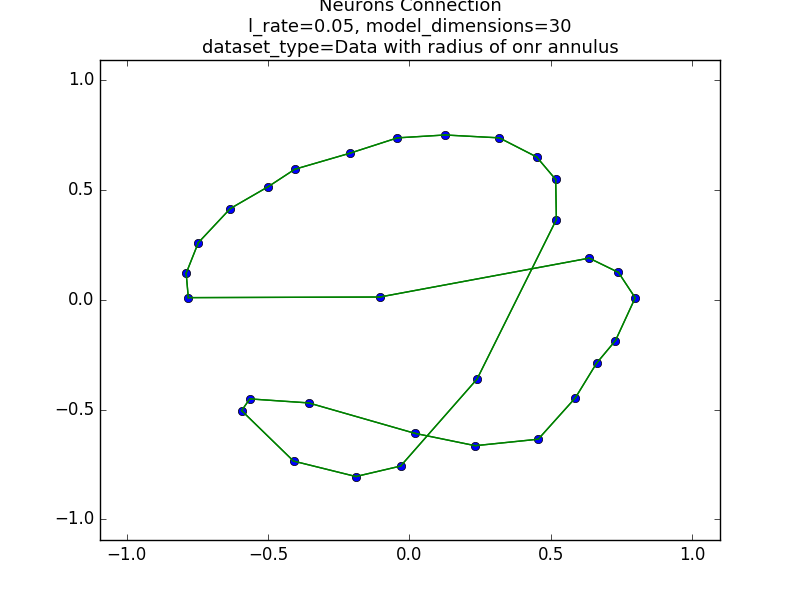 Neurons Connection
l_rate=0.05, model_dimensions=30
dataset_type=Data with radius of onr annulus
1.0
0.5
0.0
−0.5
−1.0
−1.0 −0.5 0.0 0.5 1.0